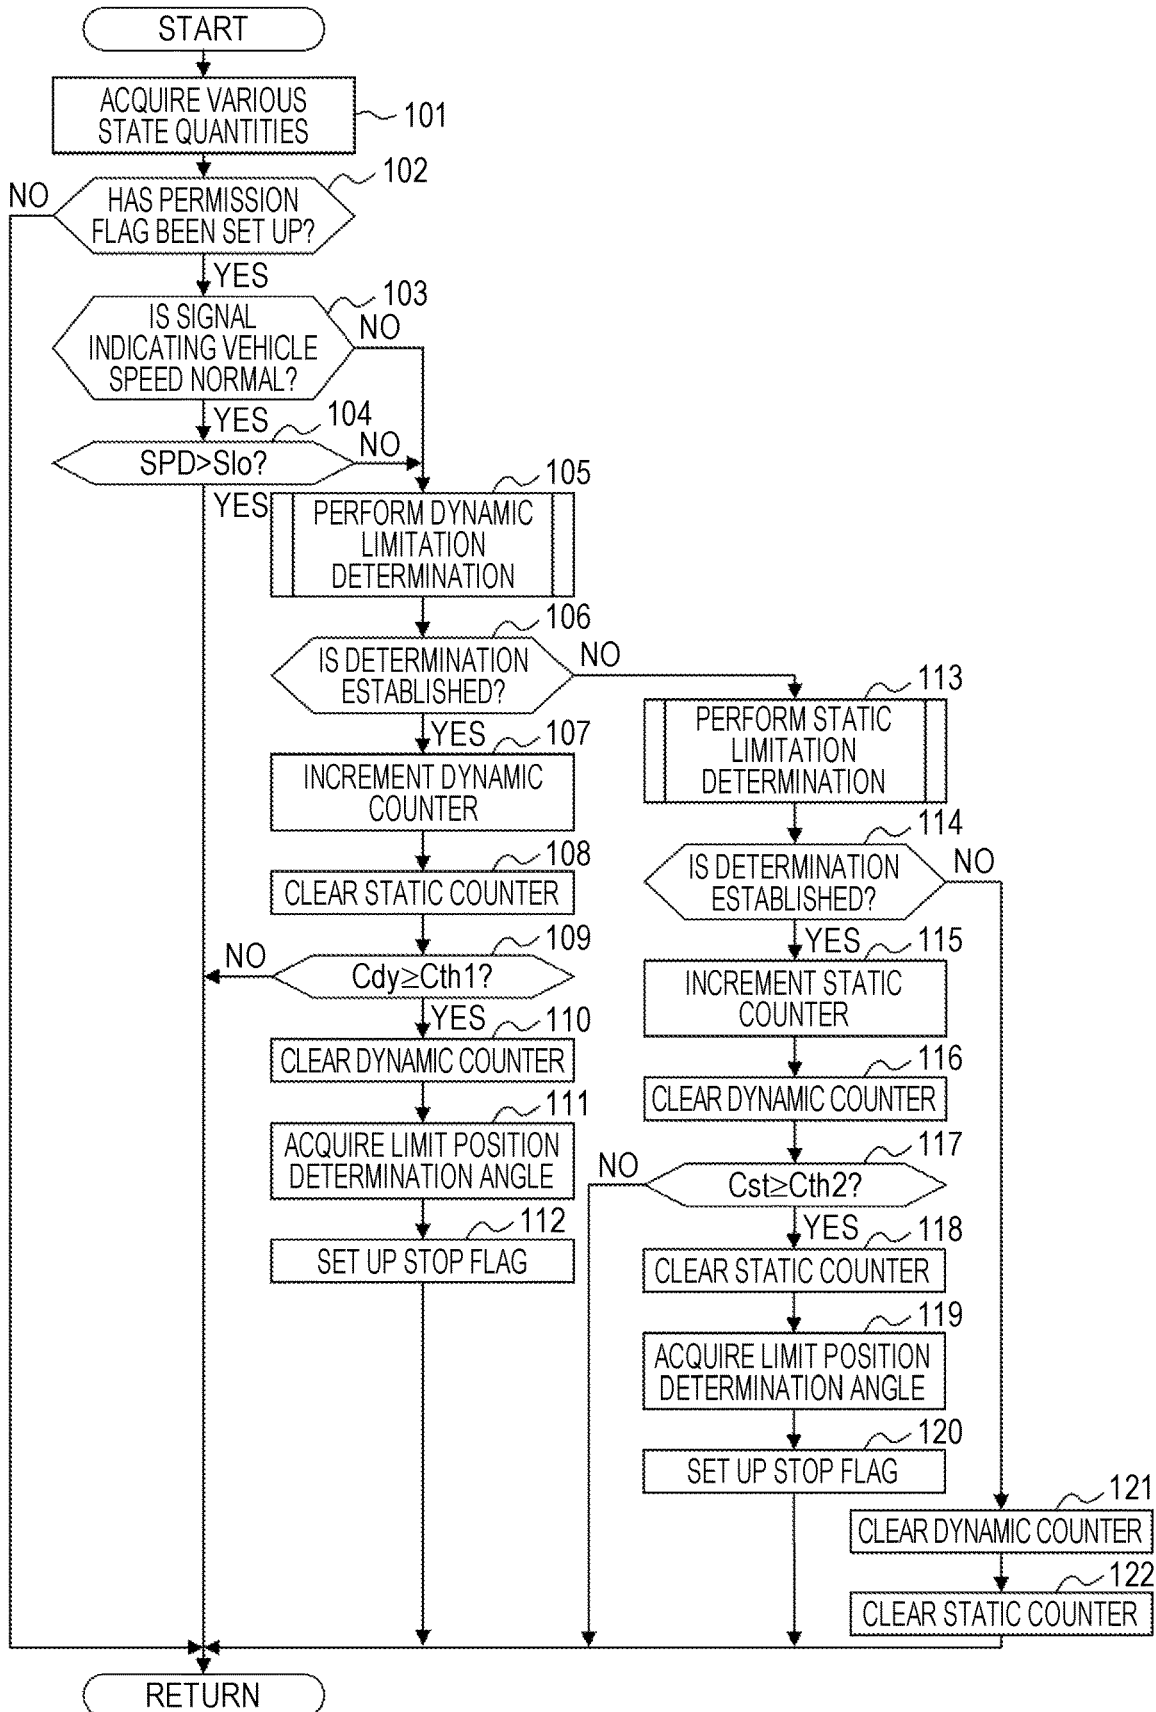 START
ACQUIRE VARIOUS
STATE QUANTITIES
101
102
NO
HAS PERMISSION
FLAG BEEN SET UP?
YES
103
IS SIGNAL
INDICATING VEHICLE
SPEED NORMAL?
NO
YES
104
SPD>Slo?
NO
YES
105
PERFORM DYNAMIC
LIMITATION
DETERMINATION
106
IS DETERMINATION
ESTABLISHED?
NO
YES
107
INCREMENT DYNAMIC
COUNTER
108
CLEAR STATIC COUNTER
109
NO
Cdy≥Cth1?
YES
110
CLEAR DYNAMIC COUNTER
111
ACQUIRE LIMIT POSITION
DETERMINATION ANGLE
112
SET UP STOP FLAG
113
PERFORM STATIC
LIMITATION
DETERMINATION
114
IS DETERMINATION
ESTABLISHED?
NO
YES
115
INCREMENT STATIC
COUNTER
116
CLEAR DYNAMIC COUNTER
117
NO
Cst≥Cth2?
YES
118
CLEAR STATIC COUNTER
119
ACQUIRE LIMIT POSITION
DETERMINATION ANGLE
120
SET UP STOP FLAG
121
CLEAR DYNAMIC COUNTER
122
CLEAR STATIC COUNTER
RETURN